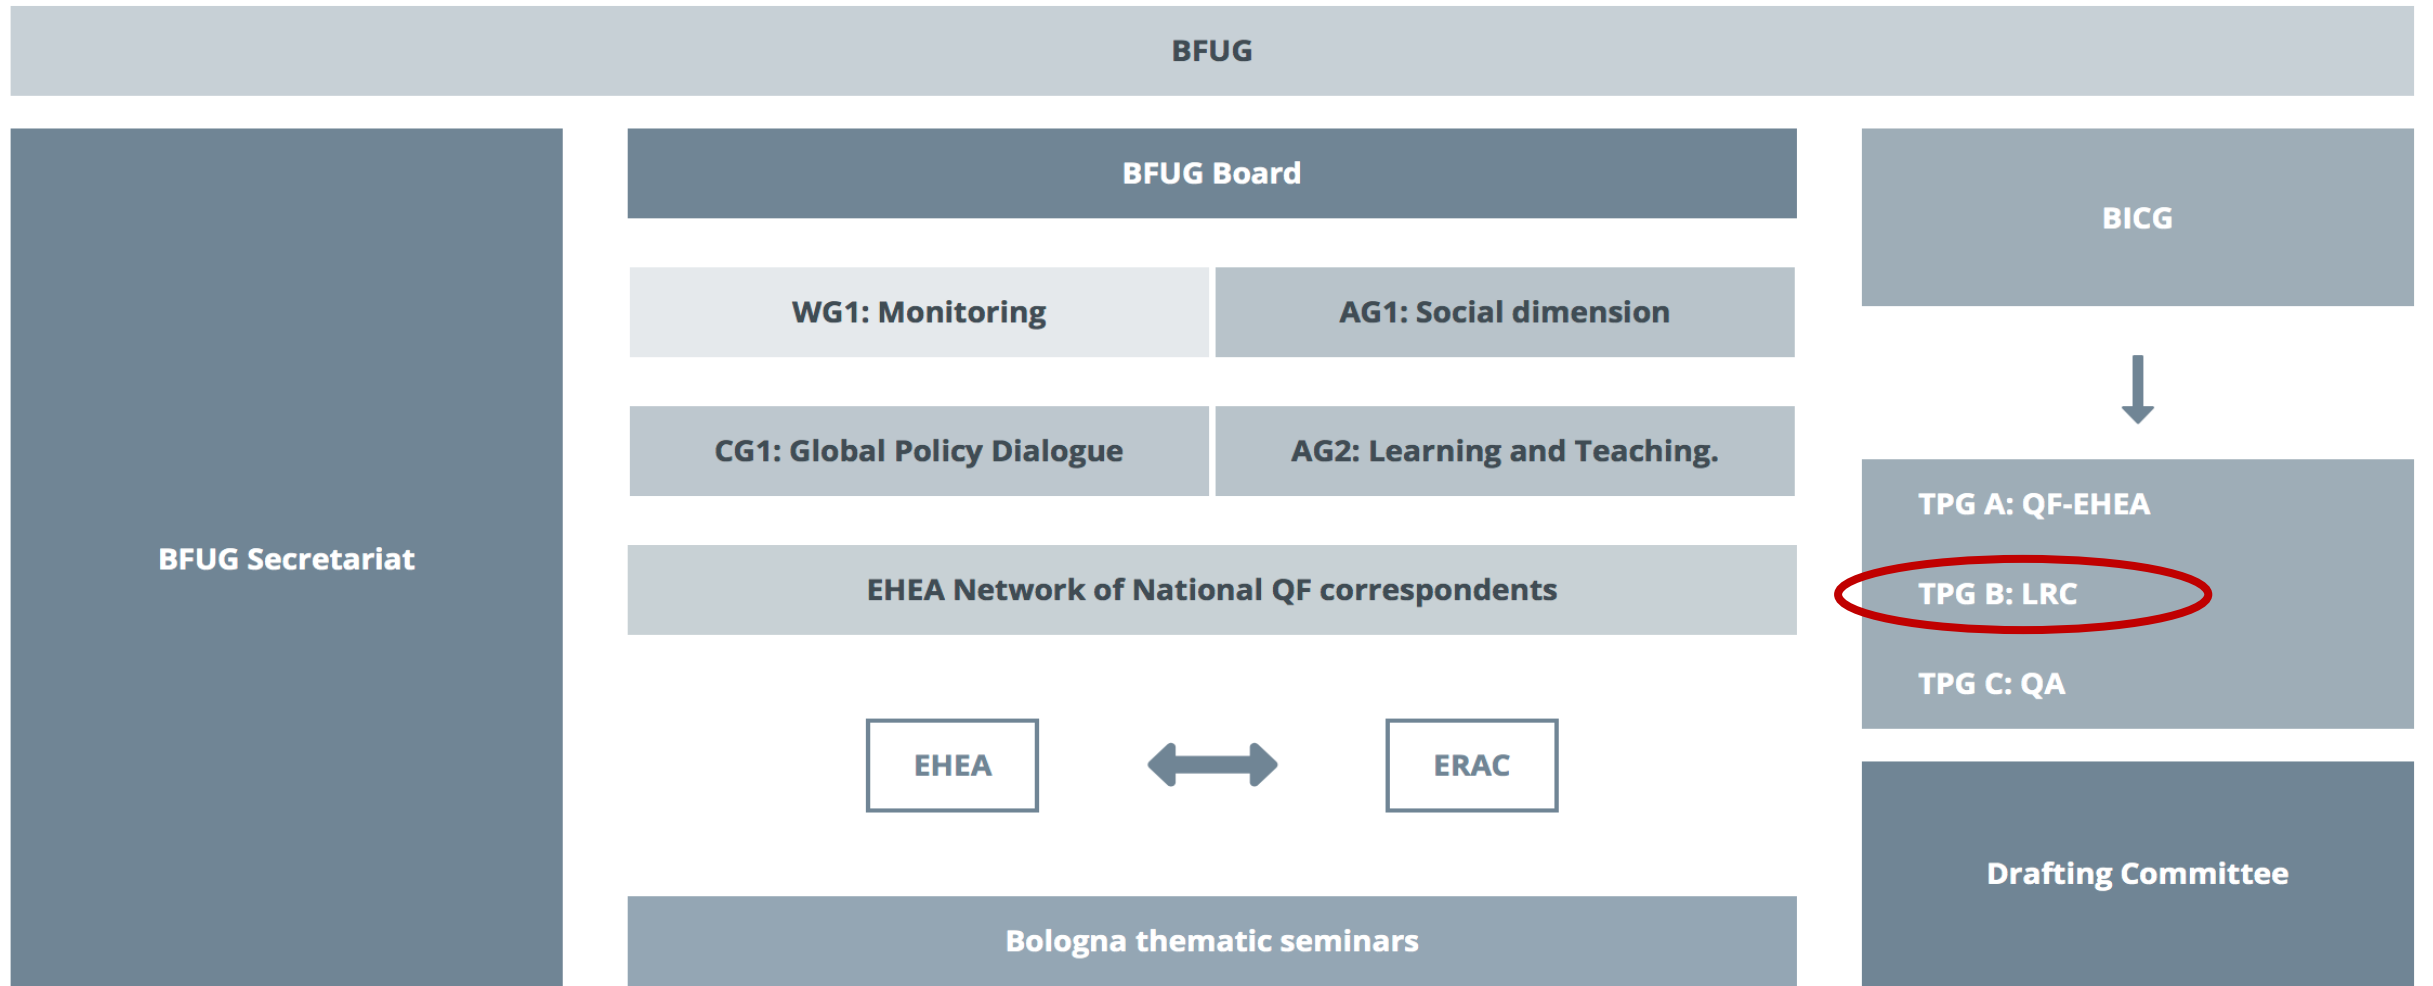 BFUG
BFUG Secretariat
BFUG Board
WG1: Monitoring
AG1: Social dimension
CG1: Global Policy Dialogue
AG2: Learning and Teaching.
EHEA Network of National QF correspondents
EHEA
ERAC
Bologna thematic seminars
BICG
TPG A: QF-EHEA
TPG B: LRC
TPG C: QA
Drafting Committee